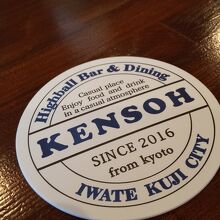 Highball Bar & Dining
Casual place
Enjoy food and drink
in a casual atmosphere
KENSOH
SINCE 2016
from kyoto
IWATE KUJI CITY